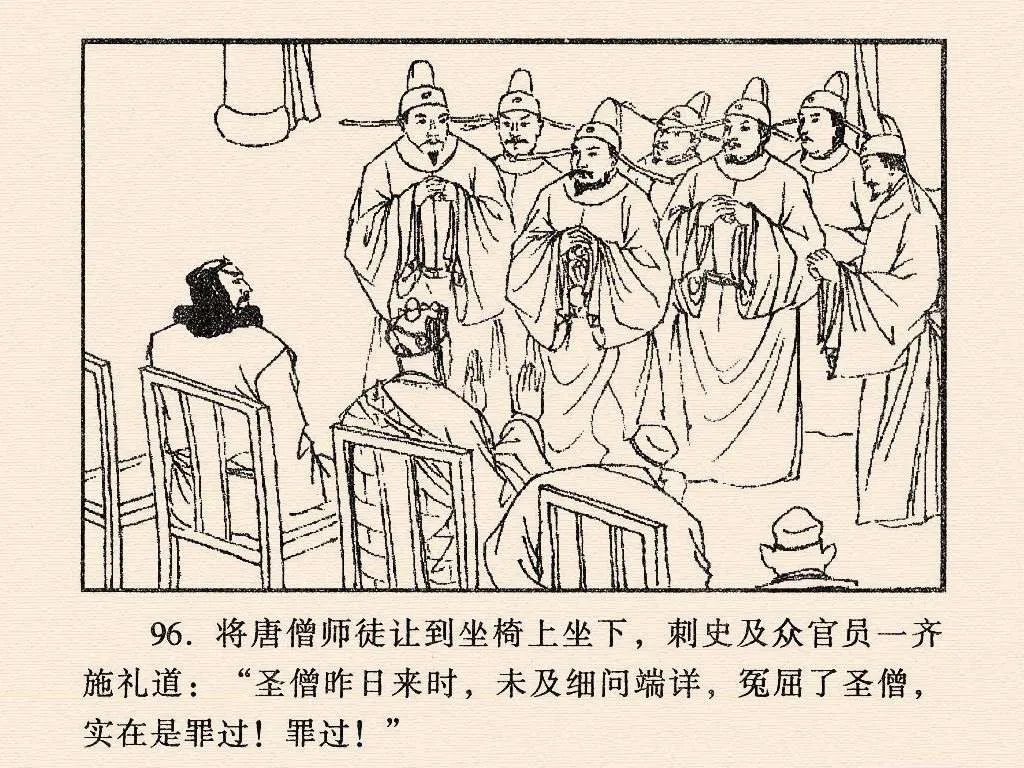 96. 将唐僧师徒让到坐椅上坐下，刺史及众官员一齐
施礼道：“圣僧昨日来时，未及细问端详，冤屈了圣僧，
实在是罪过！罪过！”